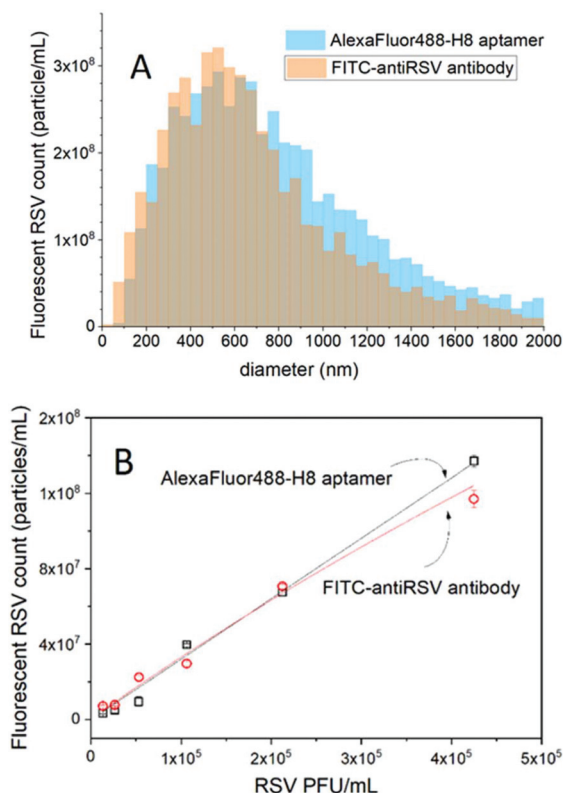 A
AlexaFluor488-H8 aptamer
FITC-antiRSV antibody
Fluorescent RSV count (particle/mL)
3x10⁸
2x10⁸
1x10⁸
0
0 200 400 600 800 1000 1200 1400 1600 1800 2000
diameter (nm)
B
AlexaFluor488-H8 aptamer
FITC-antiRSV antibody
Fluorescent RSV count (particles/mL)
2x10⁸
1x10⁸
8x10⁷
4x10⁷
0
0 1x10⁵ 2x10⁵ 3x10⁵ 4x10⁵ 5x10⁵
RSV PFU/mL